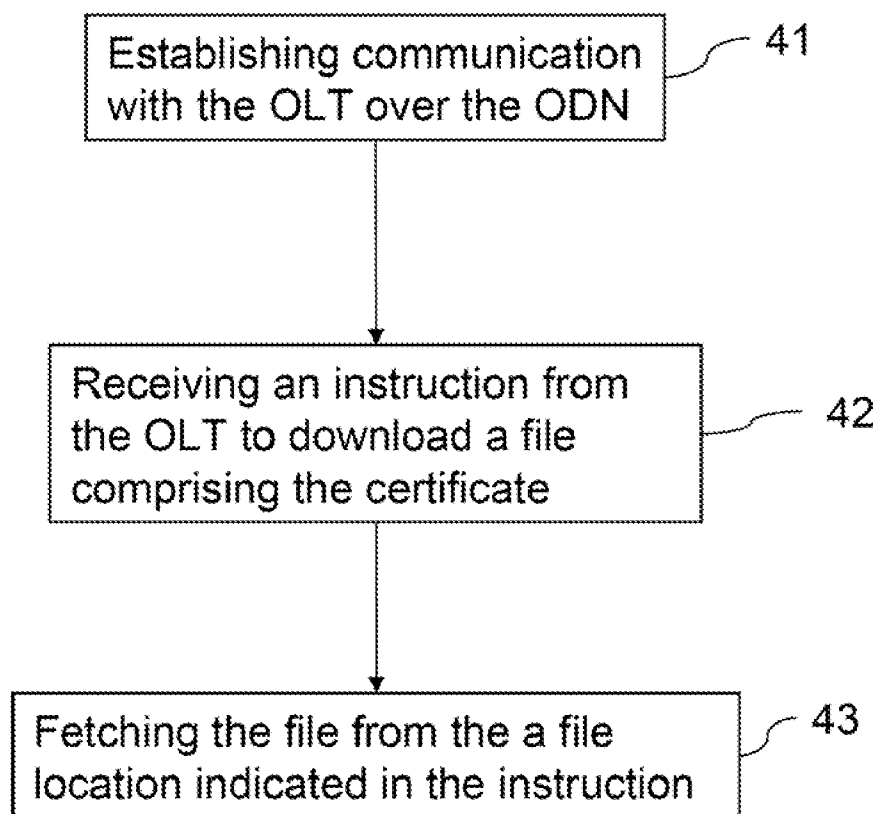 Establishing communication
with the OLT over the ODN
41
Receiving an instruction from
the OLT to download a file
comprising the certificate
42
Fetching the file from the a file
location indicated in the instruction
43